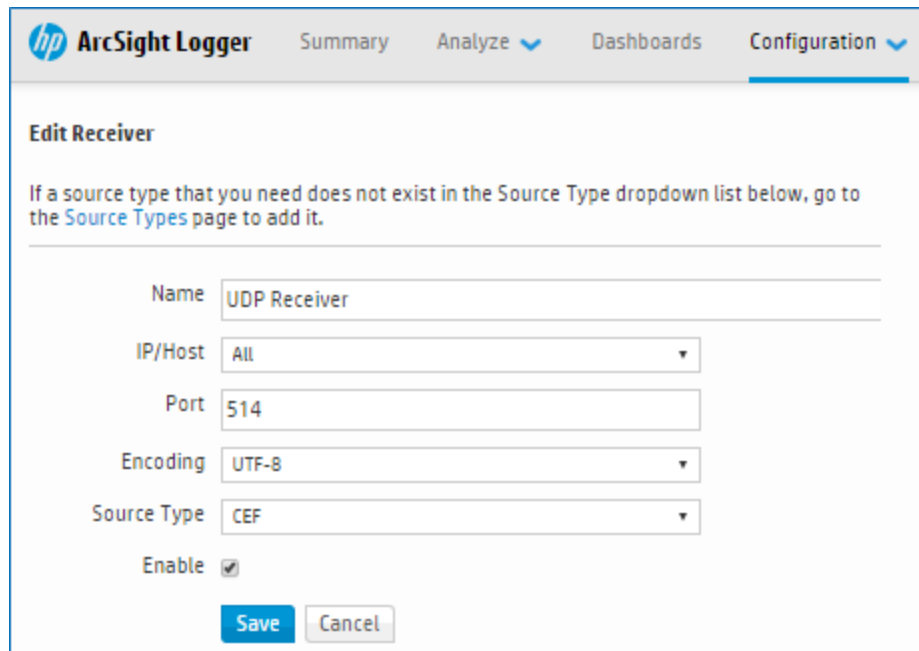 hp ArcSight Logger Summary Analyze Dashboards Configuration
Edit Receiver
If a source type that you need does not exist in the Source Type dropdown list below, go to
the Source Types page to add it.
Name UDP Receiver
IP/Host All
Port 514
Encoding UTF-8
Source Type CEF
Enable
Save Cancel